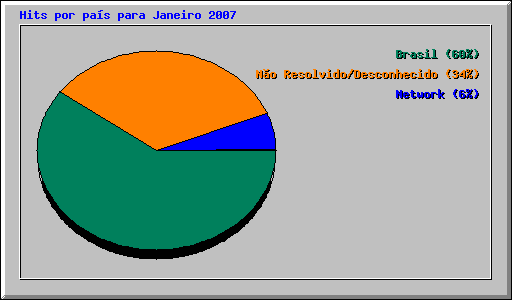 Hits por país para Janeiro 2007
Brasil (60%)
Não Resolvido/Desconhecido (34%)
Network (6%)